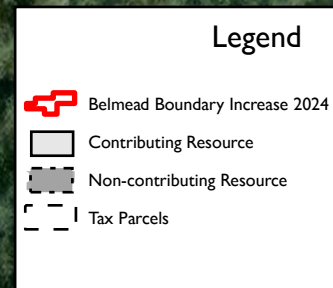 Legend
Belmead Boundary Increase 2024
Contributing Resource
Non-contributing Resource
Tax Parcels